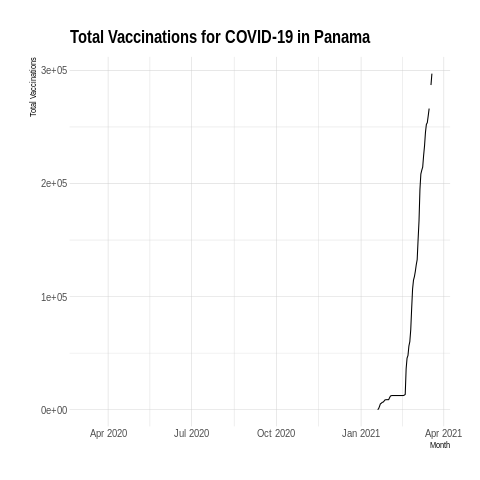 Total Vaccinations for COVID-19 in Panama
Total Vaccinations
3e+05
2e+05
1e+05
0e+00
Apr 2020 Jul 2020 Oct 2020 Jan 2021 Apr 2021
Month